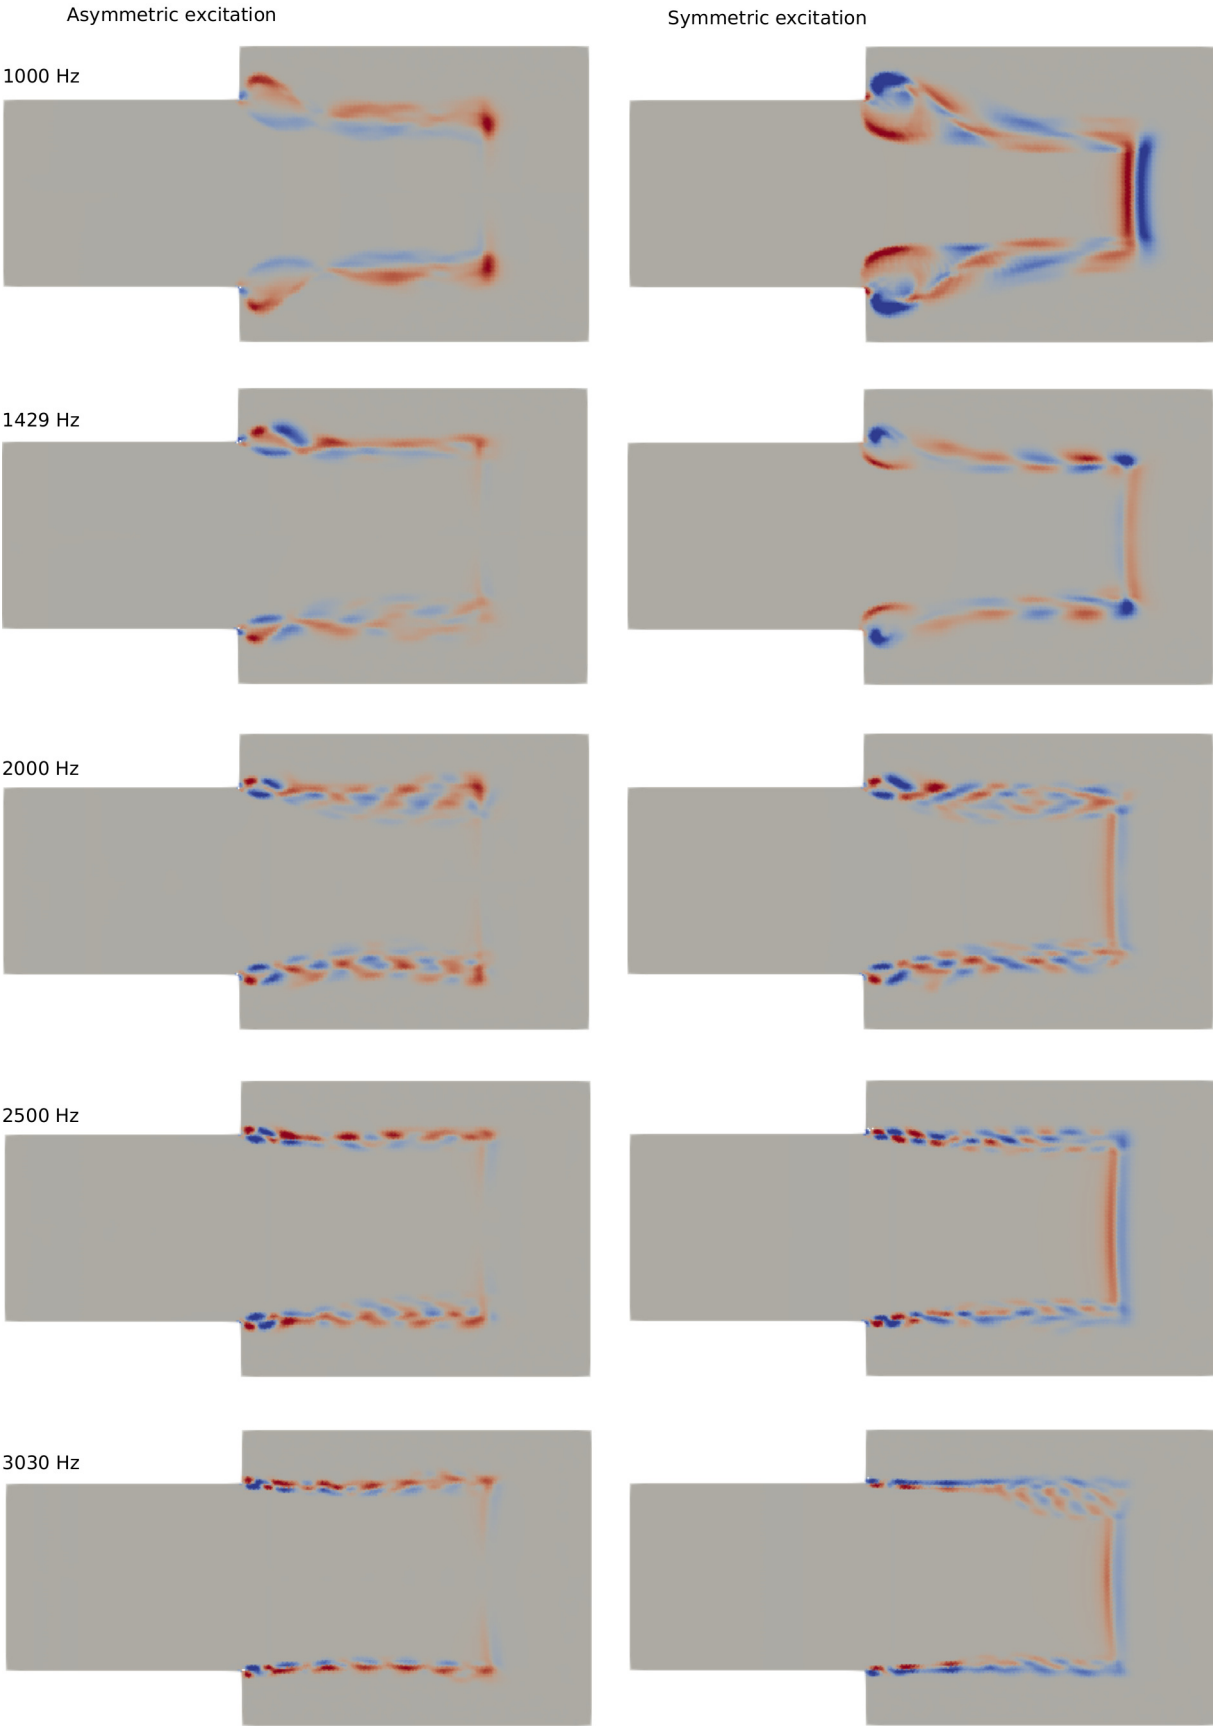 Asymmetric excitation
Symmetric excitation
1000 Hz
1429 Hz
2000 Hz
2500 Hz
3030 Hz